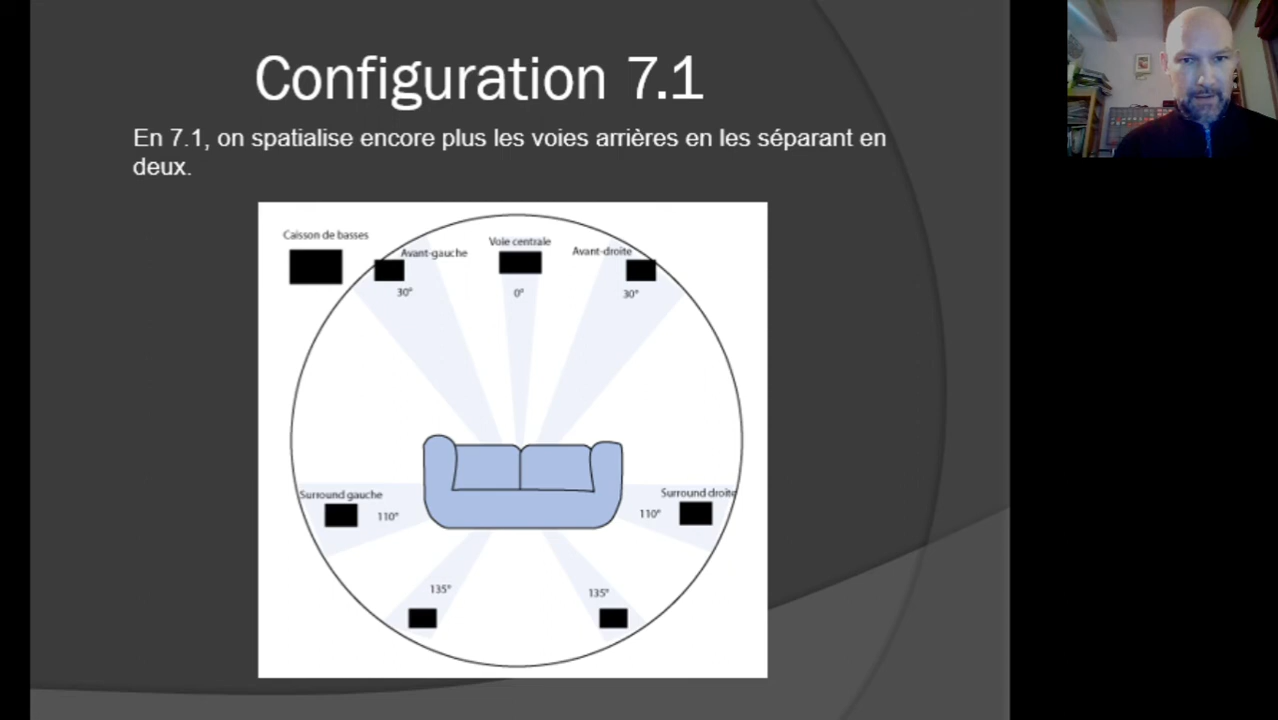 Configuration 7.1
En 7.1, on spatialise encore plus les voies arrières en les séparant en
deux.
Caisson de basses
Avant-gauche
Voie centrale
Avant-droite
30°
0°
30°
Surround gauche
Surround droite
110°
110°
135°
135°